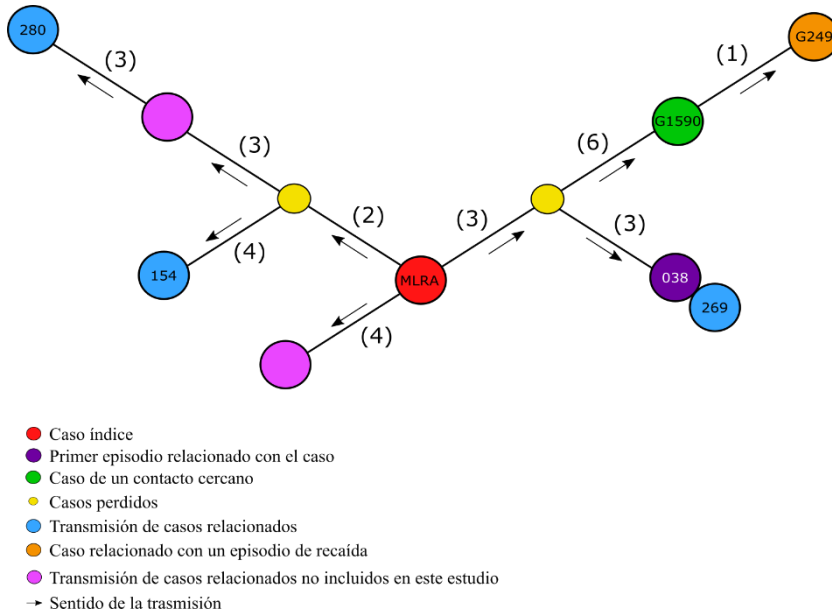 280
G249
(3)
(1)
G1590
(3)
(6)
(2)
(3)
(3)
(4)
154
MLRA
038
269
(4)
Caso índice
Primer episodio relacionado con el caso
Caso de un contacto cercano
Casos perdidos
Transmisión de casos relacionados
Caso relacionado con un episodio de recaída
Transmisión de casos relacionados no incluidos en este estudio
Sentido de la trasmisión